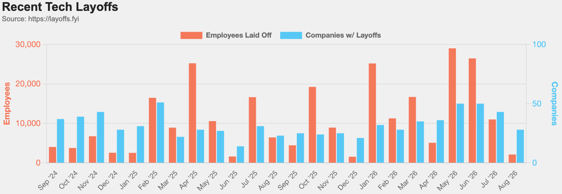 Recent Tech Layoffs
Source: https://layoffs.fyi
Employees Laid Off
Companies w/ Layoffs
30,000
20,000
10,000
0
Employees
100
50
0
Companies
Sep '24
Oct '24
Nov '24
Dec '24
Jan '25
Feb '25
Mar '25
Apr '25
May '25
Jun '25
Jul '25
Aug '25
Sep '25
Oct '25
Nov '25
Dec '25
Jan '26
Feb '26
Mar '26
Apr '26
May '26
Jun '26
Jul '26
Aug '26